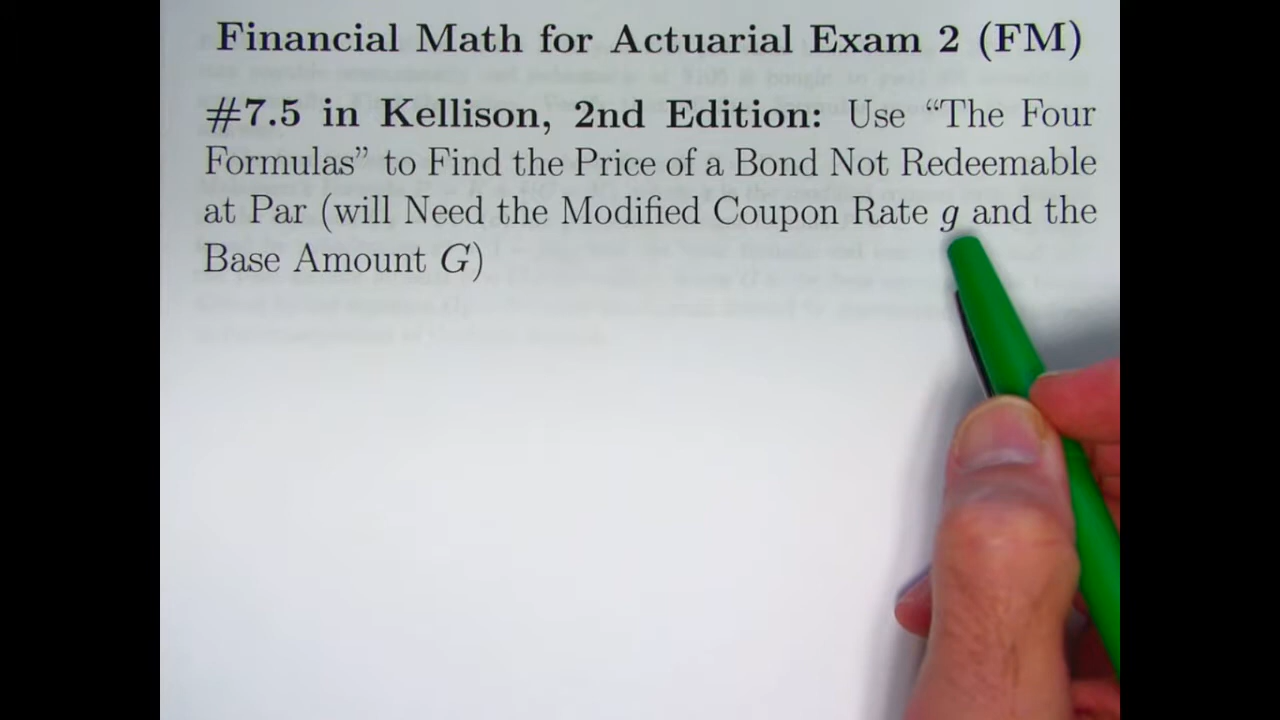 Financial Math for Actuarial Exam 2 (FM)
#7.5 in Kellison, 2nd Edition: Use “The Four
Formulas” to Find the Price of a Bond Not Redeemable
at Par (will Need the Modified Coupon Rate g and the
Base Amount G)